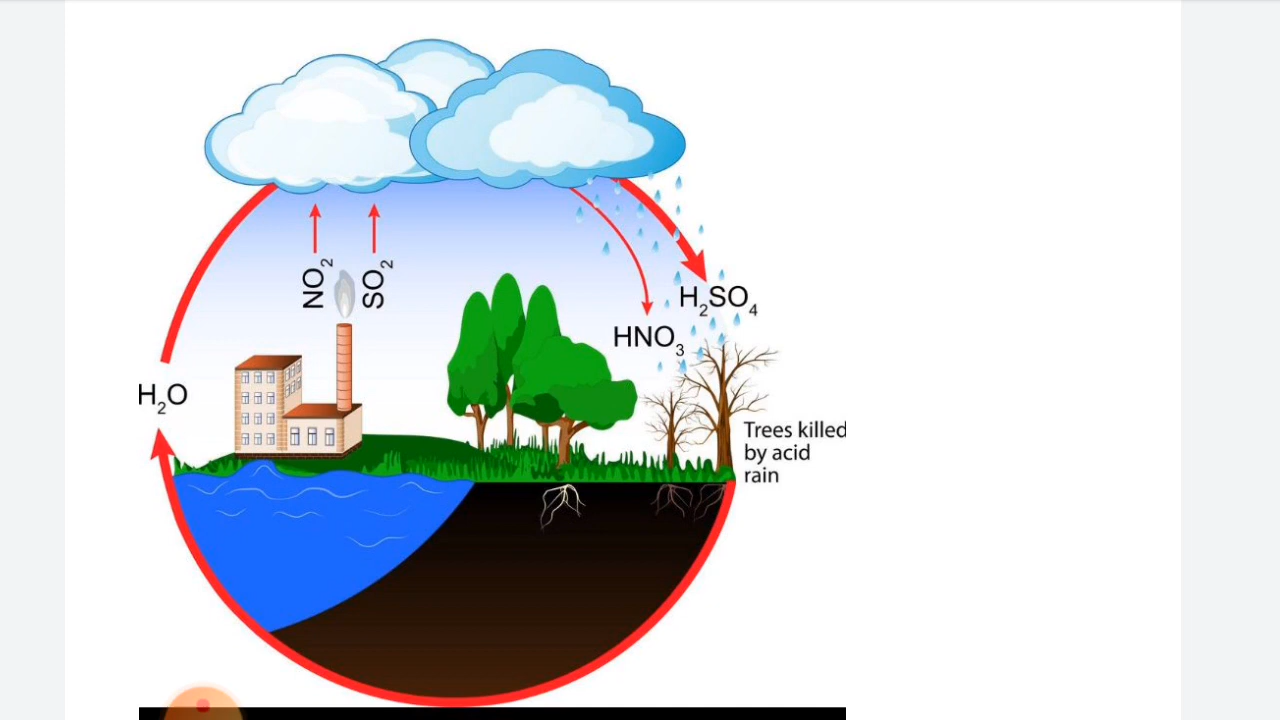 NO₂
SO₂
H₂SO₄
HNO₃
H₂O
Trees killed
by acid
rain